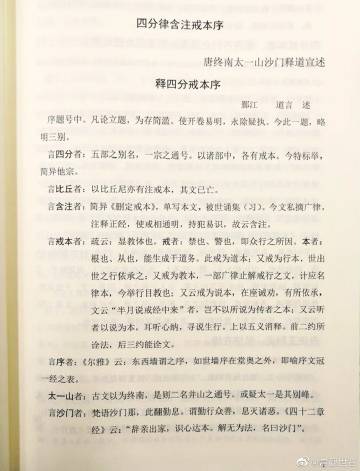 四分律含注戒本序
唐终南太一山沙门释道宣述
释四分戒本序
鄞江 道言 述
序题号中。凡论立题，为存简滥。使开卷易明，永除疑执。今此一题，略
明三别。
言四分者：五部之别名，一宗之通号。以诸部中，各有戒本。今特标举，
简异他宗。
言比丘者：以比丘尼亦有注戒本，其文已亡。
言含注者：简异《删定戒本》，单写本文，被世诵集（习）。今文私摘广律，
注释正经，使戒相通明，持犯易识，故云含注。
言戒本者：疏云：显教体也。戒者：禁也、警也，即众行之所因。本者：
根也、从也，能生成于道务。此戒为道本；又戒为行本，世出
世之行依承之；又戒为教本，一部广律上解戒行之文，计应名
律本，今举行目教也；又云戒为说本，在座诫劝，有所依承，
文云“半月说戒经中来”者，岂不以所说为传者之本；又云听
者以说为本，耳听心纳，寻说生行。上以五义消释。前二约所
诠法，后三约能诠文。
言序者：《尔雅》云：东西墙谓之序，如世墙序在堂奥之外，即喻序文冠
一经之表。
太一山者：古文以为终南，是则二名并山之通号。或疑太一是其别峰。
言沙门者：梵语沙门那，此翻勤息。谓勤行众善，息灭诸恶。《四十二章
经》云：“辞亲出家，识心达本，解无为法，名曰沙门”。